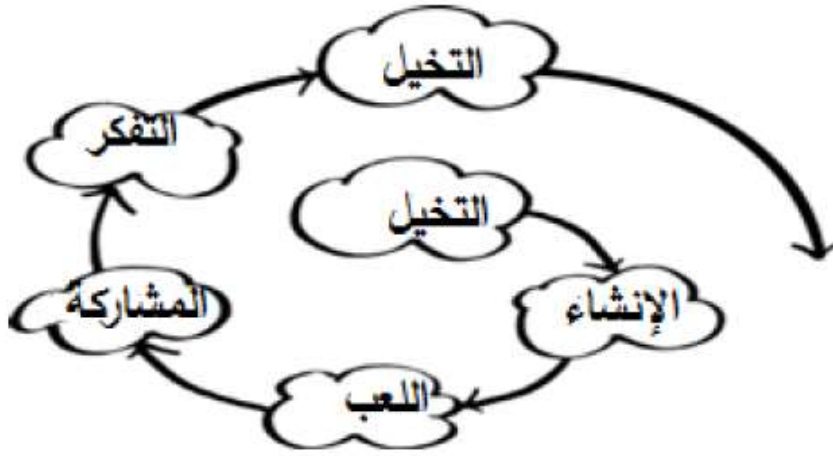 التخيل
التفكر
التخيل
المشاركة
الإنشاء
اللعب